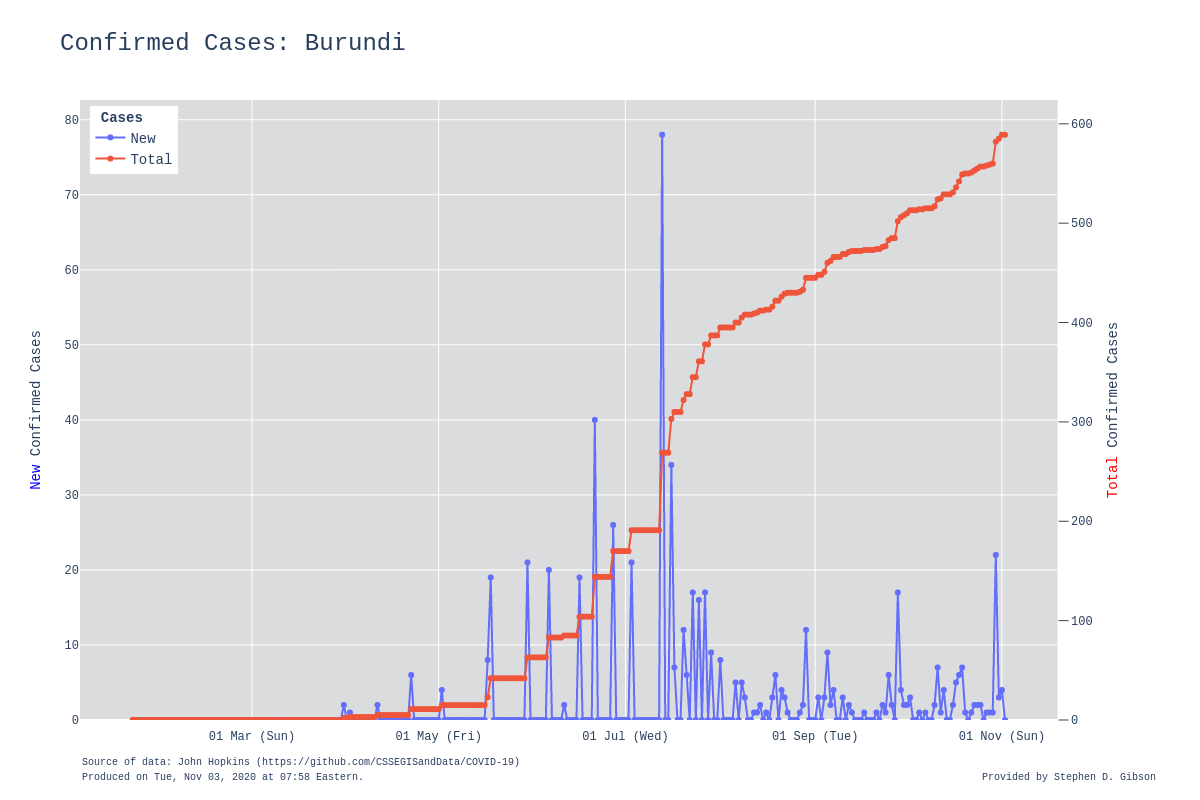 Confirmed Cases: Burundi
Cases
New
Total
80
70
60
50
40
30
20
10
0
600
500
400
300
200
100
0
New Confirmed Cases
Total Confirmed Cases
01 Mar (Sun)
01 May (Fri)
01 Jul (Wed)
01 Sep (Tue)
01 Nov (Sun)
Source of data: John Hopkins (https://github.com/CSSEGISandData/COVID-19)
Produced on Tue, Nov 03, 2020 at 07:58 Eastern.
Provided by Stephen D. Gibson